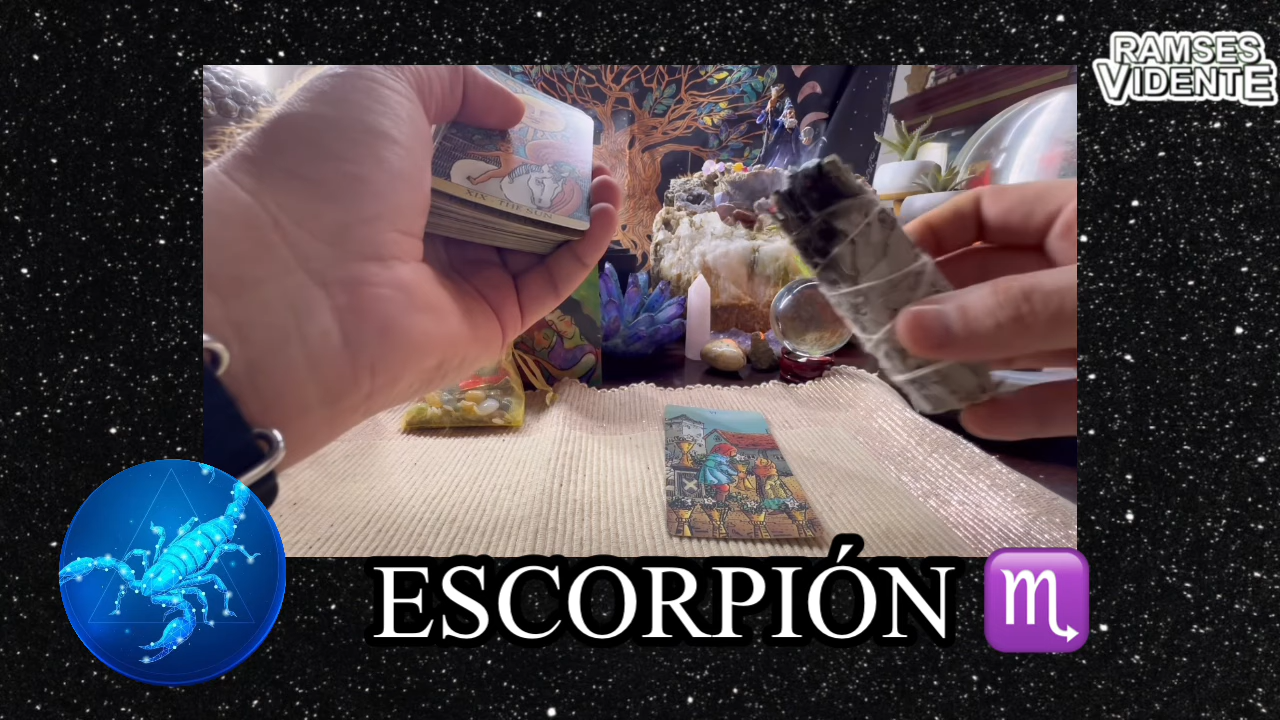 RAMSES
VIDENTE
XIX • THE SUN
ESCORPIÓN ♏